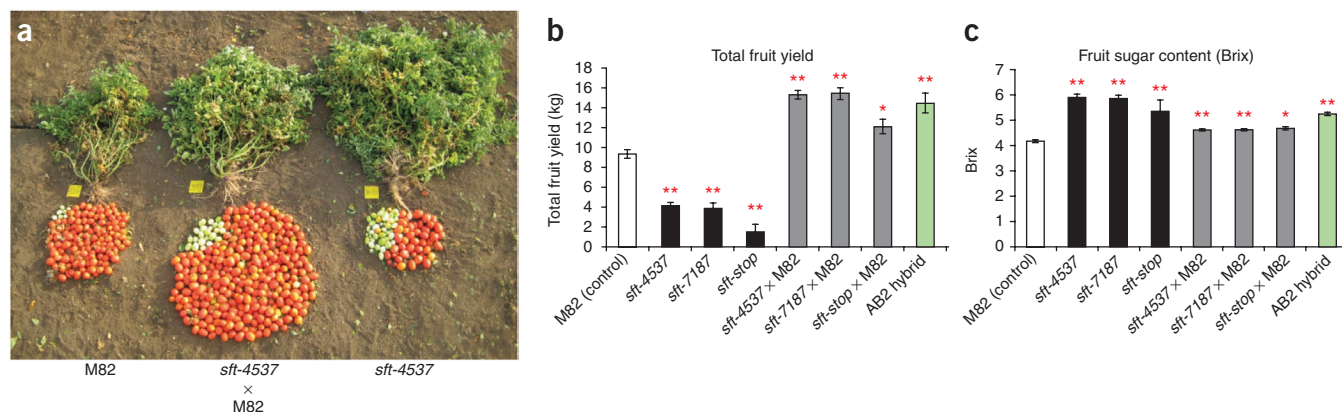 a
M82
sft-4537
×
M82
sft-4537
b
Total fruit yield
Total fruit yield (kg)
18
16
14
12
10
8
6
4
2
0
**
**
**
**
**
*
**
M82 (control)
sft-4537
sft-7187
sft-stop
sft-4537 × M82
sft-7187 × M82
sft-stop × M82
AB2 hybrid
c
Fruit sugar content (Brix)
Brix
7
6
5
4
3
2
1
0
**
**
**
**
**
*
**
M82 (control)
sft-4537
sft-7187
sft-stop
sft-4537 × M82
sft-7187 × M82
sft-stop × M82
AB2 hybrid